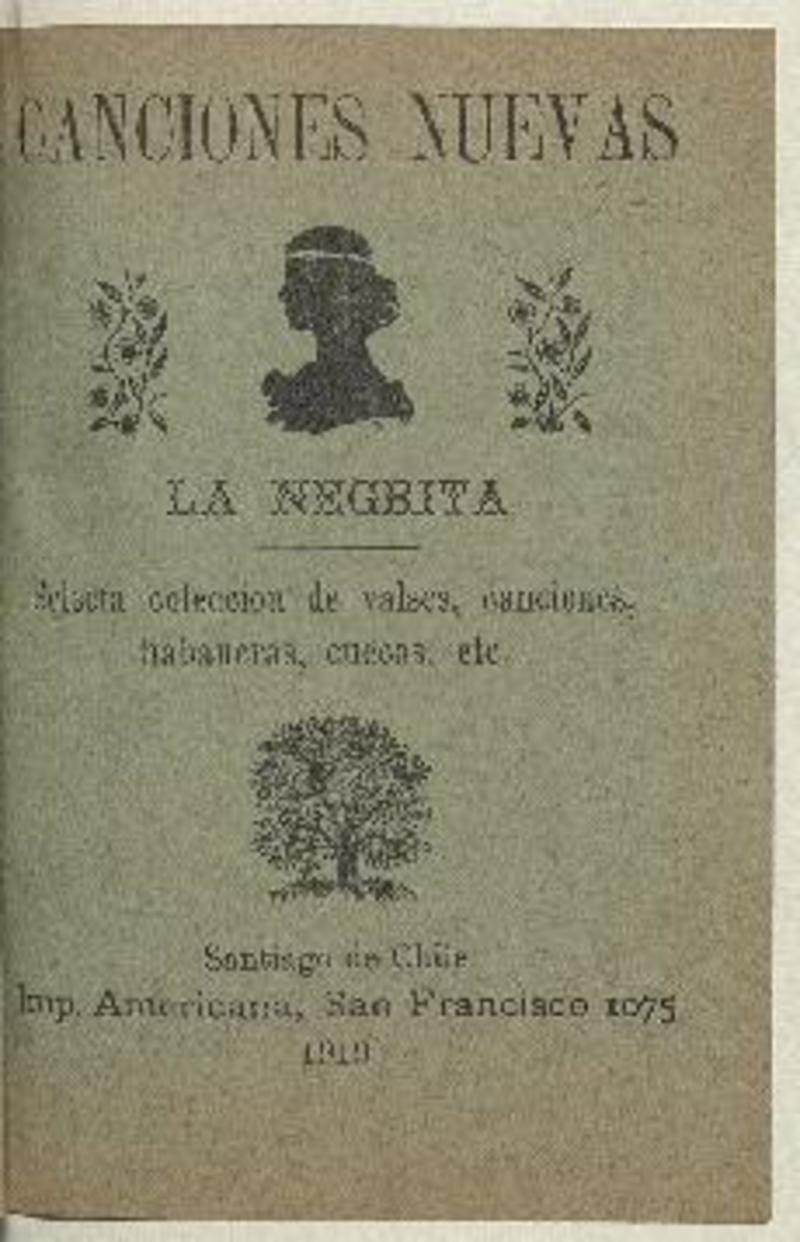 CANCIONES NUEVAS
LA NEGRITA
Selecta coleccion de valses, canciones,
habaneras, cuecas, etc.
Santiago de Chile
Imp. Americana, San Francisco 1075
1919